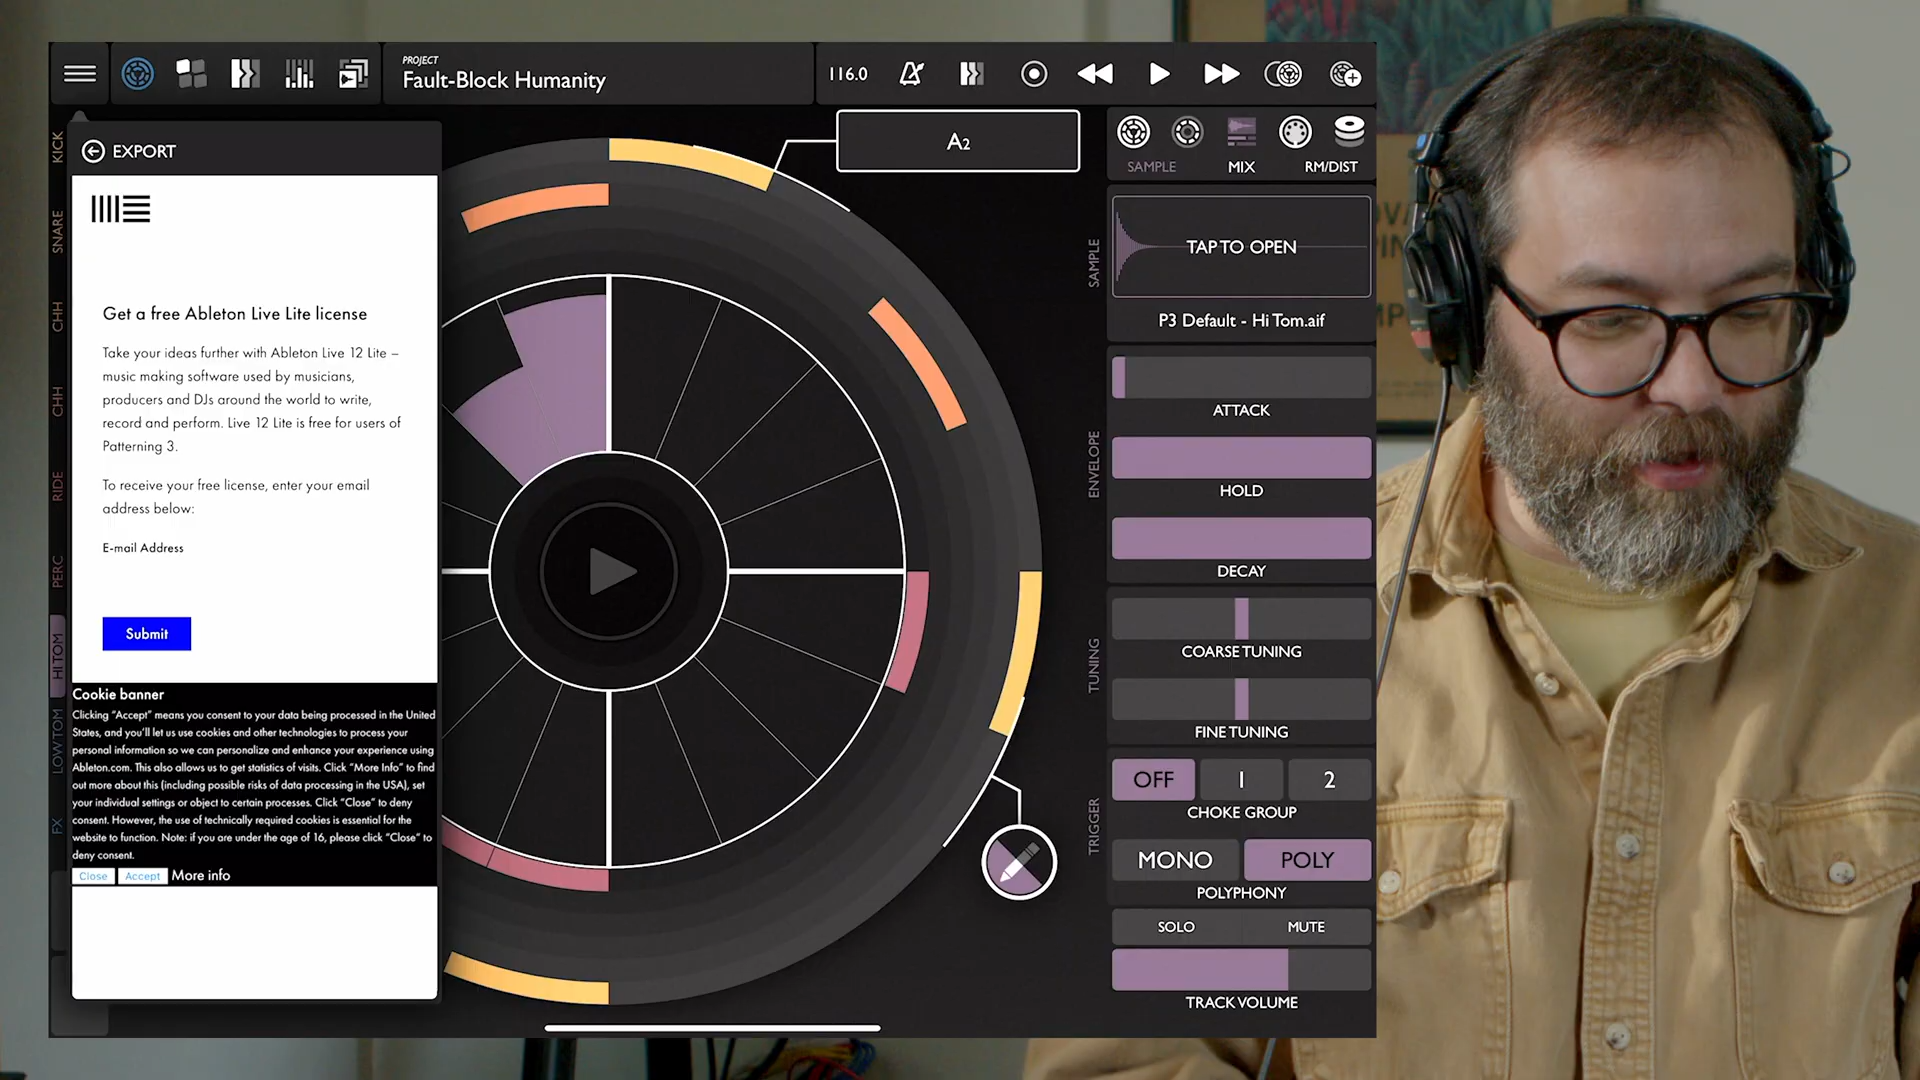 PROJECT
Fault-Block Humanity
116.0
EXPORT
Get a free Ableton Live Lite license
Take your ideas further with Ableton Live 12 Lite –
music making software used by musicians,
producers and DJs around the world to write,
record and perform. Live 12 Lite is free for users of
Patterning 3.
To receive your free license, enter your email
address below:
E-mail Address
Submit
Cookie banner
Clicking “Accept” means you consent to your data being processed in the United
States, and you’ll let us use cookies and other technologies to process your
personal information so we can personalize and enhance your experience using
Ableton.com. This also allows us to get statistics of visits. Click “More Info” to find
out more about this (including possible risks of data processing in the USA), set
your individual settings or object to certain processes. Click “Close” to deny
consent. However, the use of technically required cookies is essential for the
website to function. Note: if you are under the age of 16, please click “Close” to
deny consent.
Close Accept More info
KICK
SNARE
CHH
CHH
RIDE
PERC
HI TOM
LOW TOM
FX
A2
SAMPLE MIX RM/DIST
SAMPLE
TAP TO OPEN
P3 Default - Hi Tom.aif
ENVELOPE
ATTACK
HOLD
DECAY
TUNING
COARSE TUNING
FINE TUNING
TRIGGER
OFF 1 2
CHOKE GROUP
MONO POLY
POLYPHONY
SOLO MUTE
TRACK VOLUME